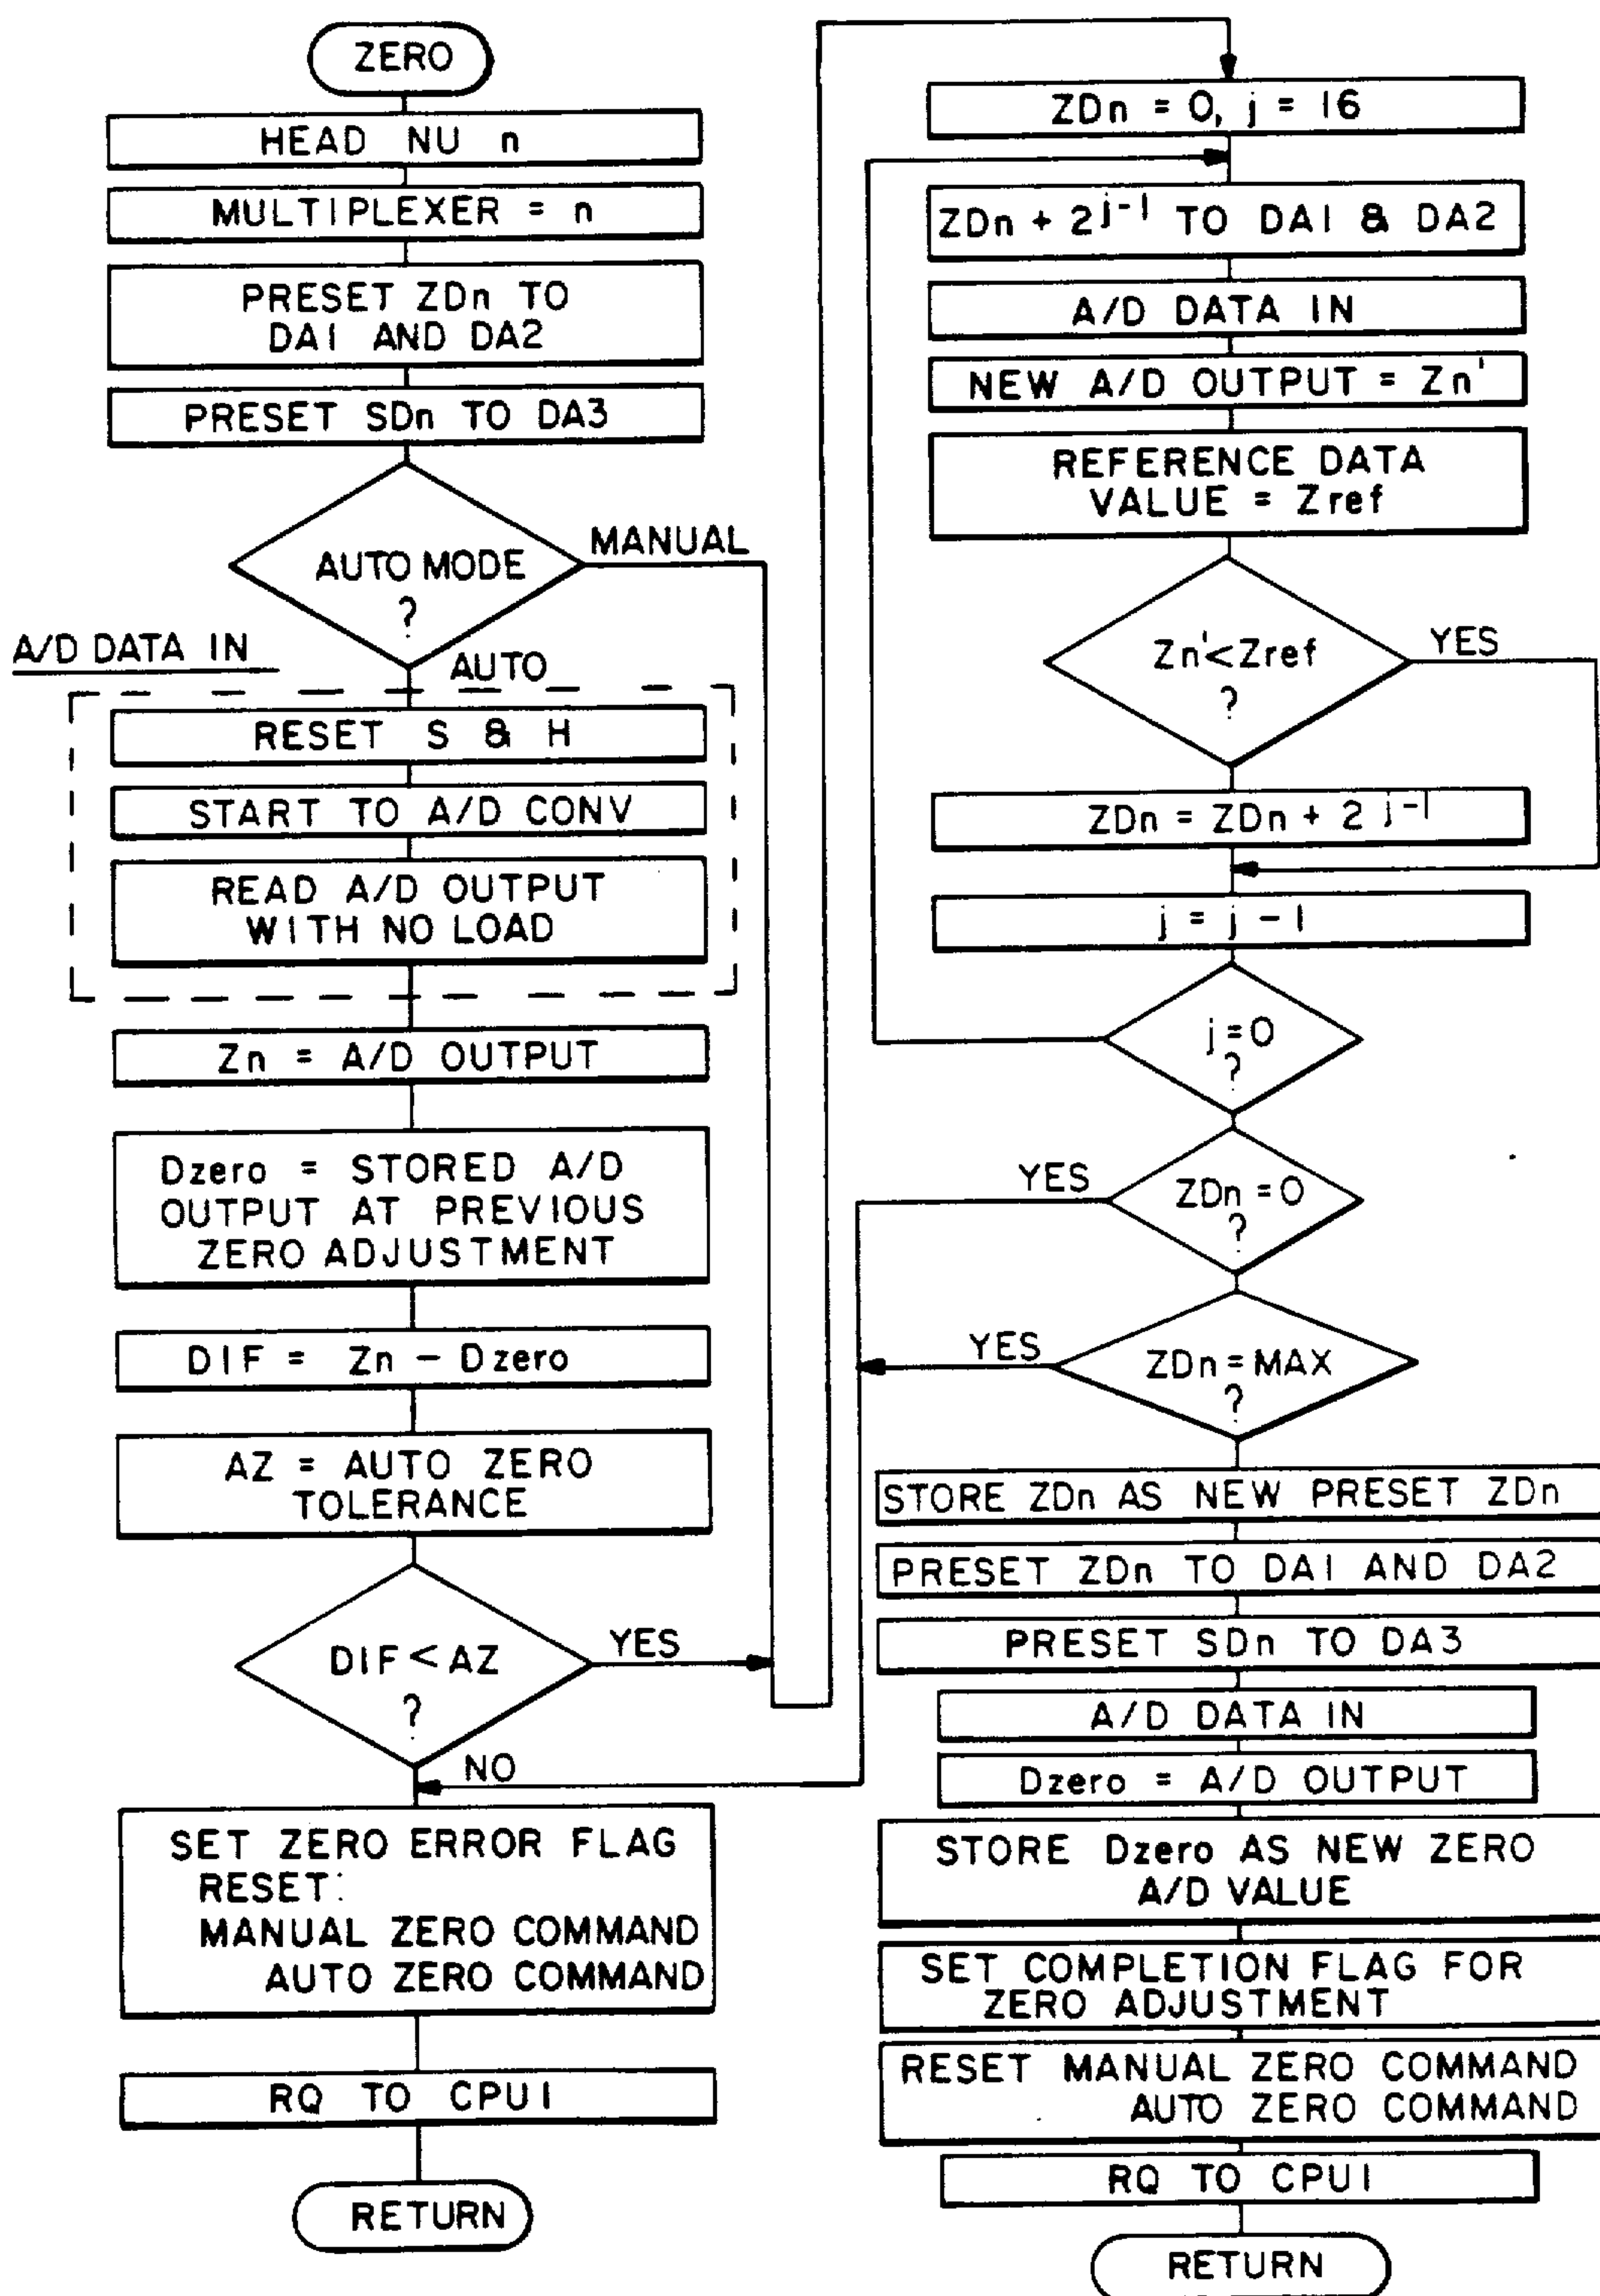 ZERO
HEAD NU n
MULTIPLEXER = n
PRESET ZDn TO
DA1 AND DA2
PRESET SDn TO DA3
AUTO MODE
?
MANUAL
A/D DATA IN
AUTO
RESET S & H
START TO A/D CONV
READ A/D OUTPUT
WITH NO LOAD
Zn = A/D OUTPUT
Dzero = STORED A/D
OUTPUT AT PREVIOUS
ZERO ADJUSTMENT
DIF = Zn - Dzero
AZ = AUTO ZERO
TOLERANCE
DIF < AZ
?
YES
NO
SET ZERO ERROR FLAG
RESET:
MANUAL ZERO COMMAND
AUTO ZERO COMMAND
RQ TO CPU1
RETURN
ZDn = 0, j = 16
ZDn + 2^j-1 TO DA1 & DA2
A/D DATA IN
NEW A/D OUTPUT = Zn'
REFERENCE DATA
VALUE = Zref
Zn'<Zref
?
YES
ZDn = ZDn + 2^j-1
j = j - 1
j = 0
?
YES
ZDn = 0
?
YES
ZDn = MAX
?
STORE ZDn AS NEW PRESET ZDn
PRESET ZDn TO DA1 AND DA2
PRESET SDn TO DA3
A/D DATA IN
Dzero = A/D OUTPUT
STORE Dzero AS NEW ZERO
A/D VALUE
SET COMPLETION FLAG FOR
ZERO ADJUSTMENT
RESET MANUAL ZERO COMMAND
AUTO ZERO COMMAND
RQ TO CPU1
RETURN